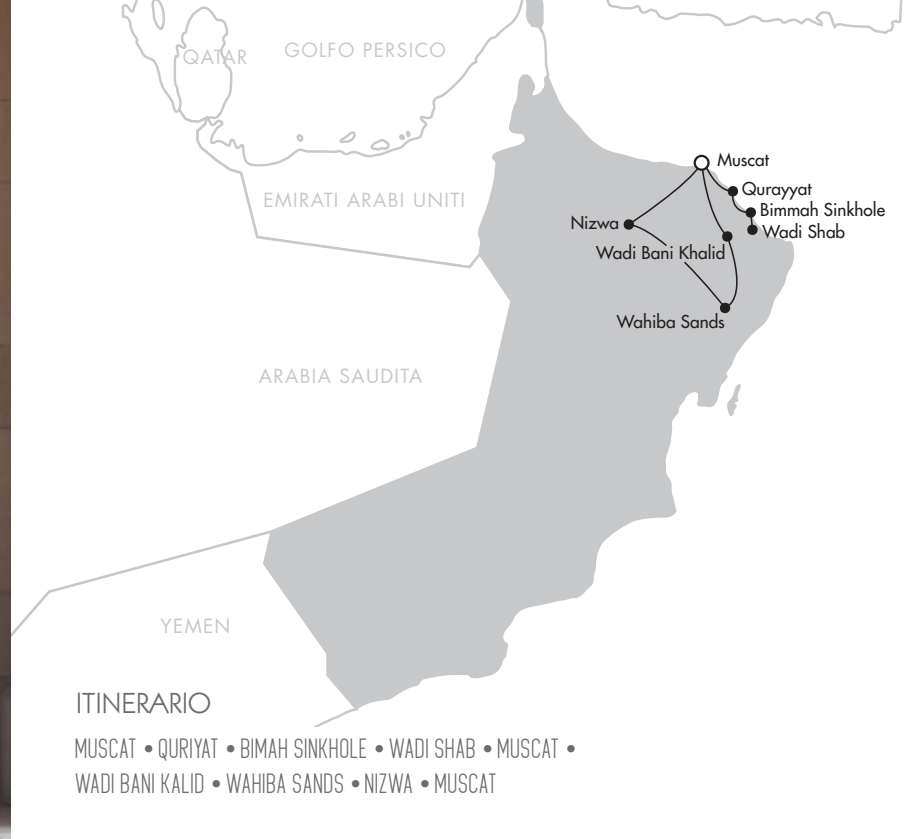 QATAR
GOLFO PERSICO
Muscat
Qurayyat
EMIRATI ARABI UNITI
Bimmah Sinkhole
Nizwa
Wadi Shab
Wadi Bani Khalid
Wahiba Sands
ARABIA SAUDITA
YEMEN
ITINERARIO
MUSCAT • QURIYAT • BIMAH SINKHOLE • WADI SHAB • MUSCAT •
WADI BANI KALID • WAHIBA SANDS • NIZWA • MUSCAT